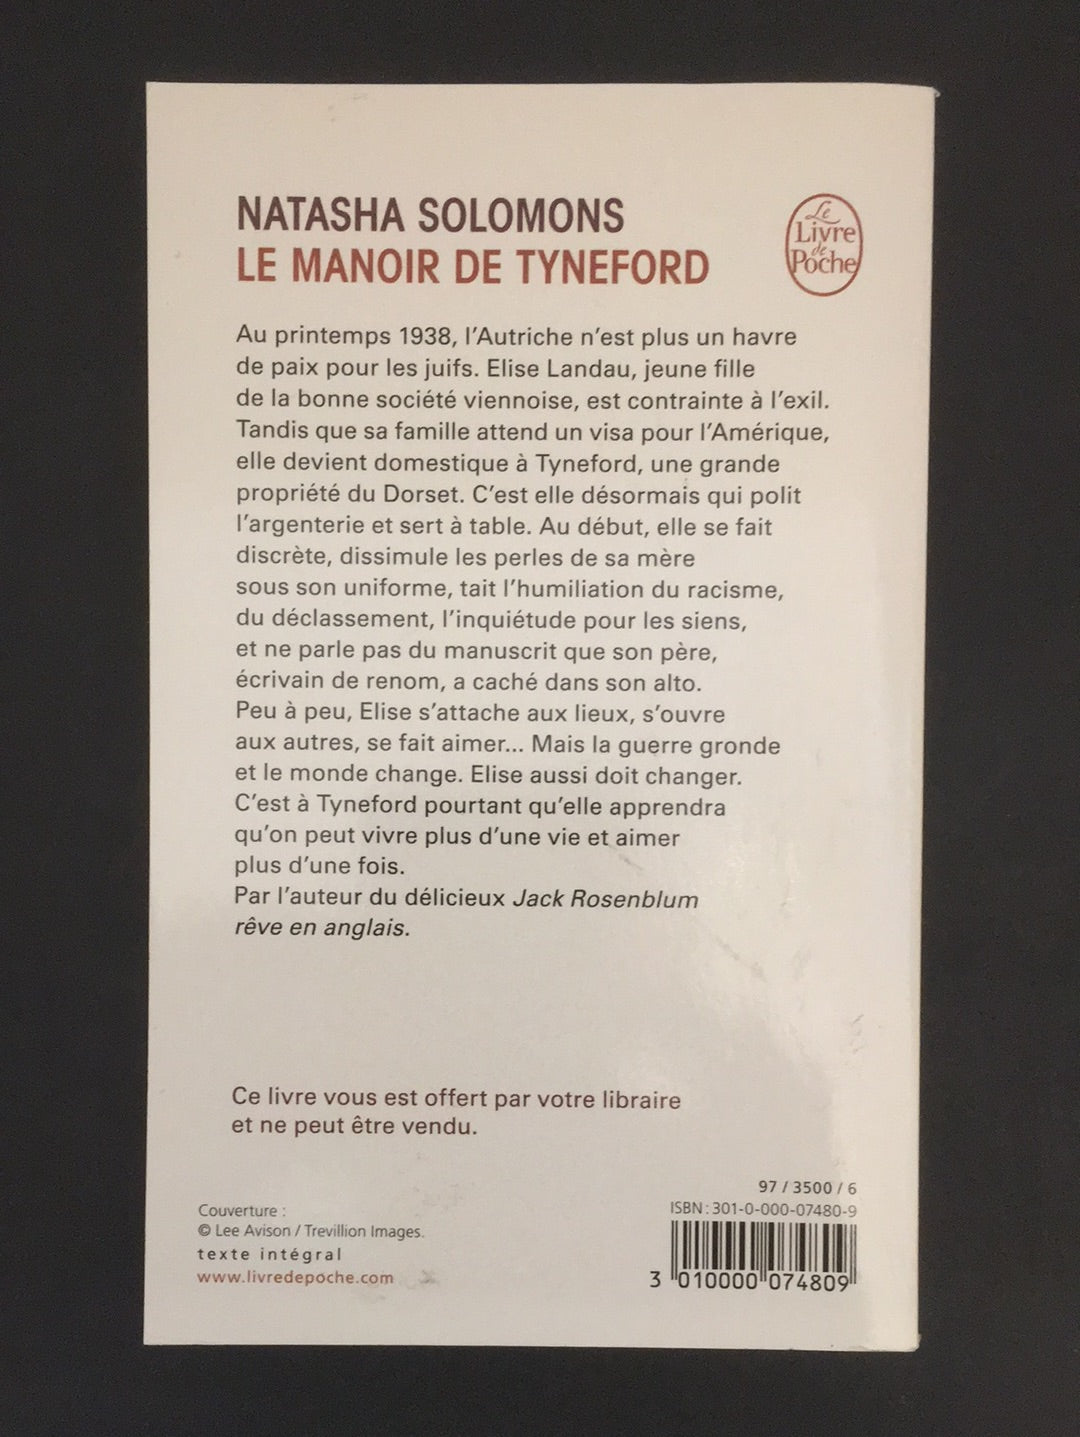 NATASHA SOLOMONS
LE MANOIR DE TYNEFORD
Le
Livre
de
Poche
Au printemps 1938, l'Autriche n'est plus un havre
de paix pour les juifs. Elise Landau, jeune fille
de la bonne société viennoise, est contrainte à l'exil.
Tandis que sa famille attend un visa pour l'Amérique,
elle devient domestique à Tyneford, une grande
propriété du Dorset. C'est elle désormais qui polit
l'argenterie et sert à table. Au début, elle se fait
discrète, dissimule les perles de sa mère
sous son uniforme, tait l'humiliation du racisme,
du déclassement, l'inquiétude pour les siens,
et ne parle pas du manuscrit que son père,
écrivain de renom, a caché dans son alto.
Peu à peu, Elise s'attache aux lieux, s'ouvre
aux autres, se fait aimer... Mais la guerre gronde
et le monde change. Elise aussi doit changer.
C'est à Tyneford pourtant qu'elle apprendra
qu'on peut vivre plus d'une vie et aimer
plus d'une fois.
Par l'auteur du délicieux Jack Rosenblum
rêve en anglais.
Ce livre vous est offert par votre libraire
et ne peut être vendu.
97 / 3500 / 6
ISBN : 301-0-000-07480-9
3 010000 074809
Couverture :
© Lee Avison / Trevillion Images.
texte intégral
www.livredepoche.com